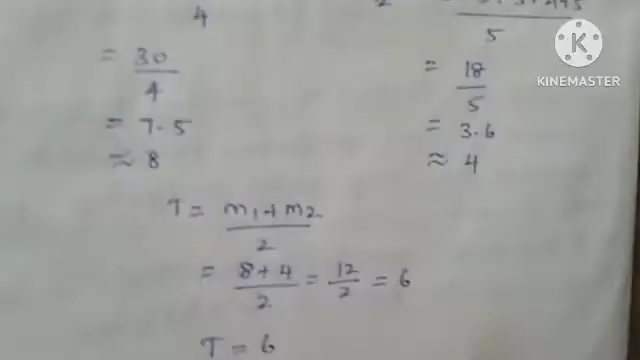 4
5
= 30/4
= 18/5
= 7.5
= 3.6
≈ 8
≈ 4
T = m1+m2/2
= 8+4/2 = 12/2 = 6
T = 6
KINEMASTER